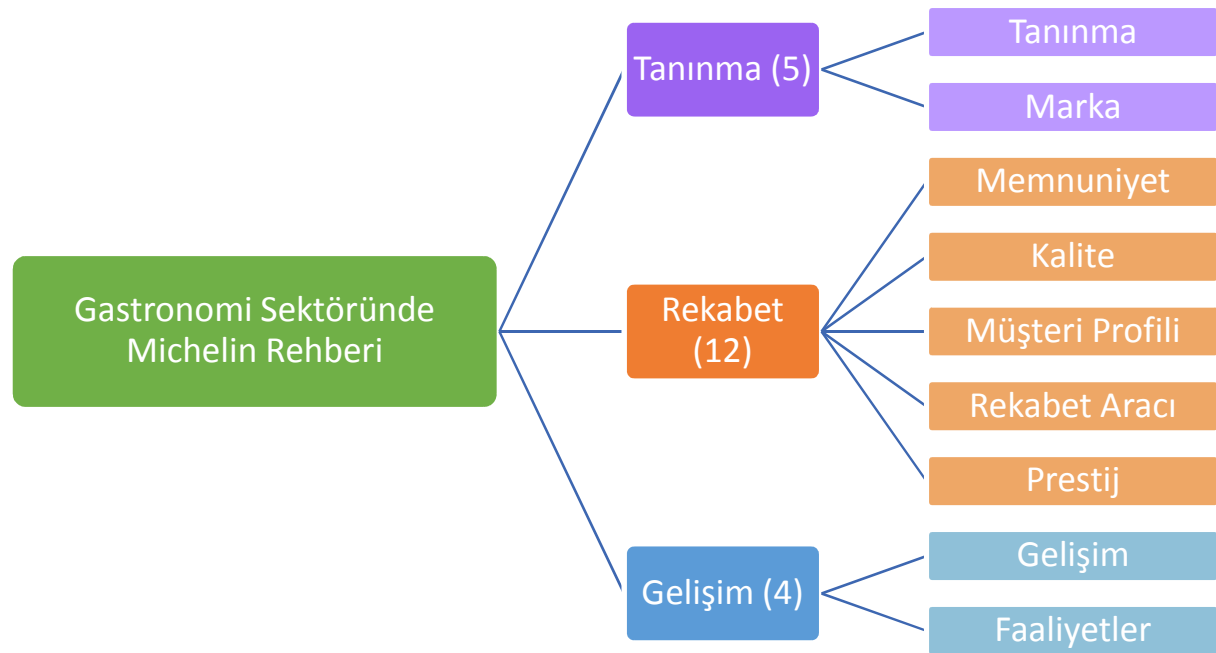 Gastronomi Sektöründe
Michelin Rehberi
Tanınma (5)
Tanınma
Marka
Rekabet
(12)
Memnuniyet
Kalite
Müşteri Profili
Rekabet Aracı
Prestij
Gelişim (4)
Gelişim
Faaliyetler